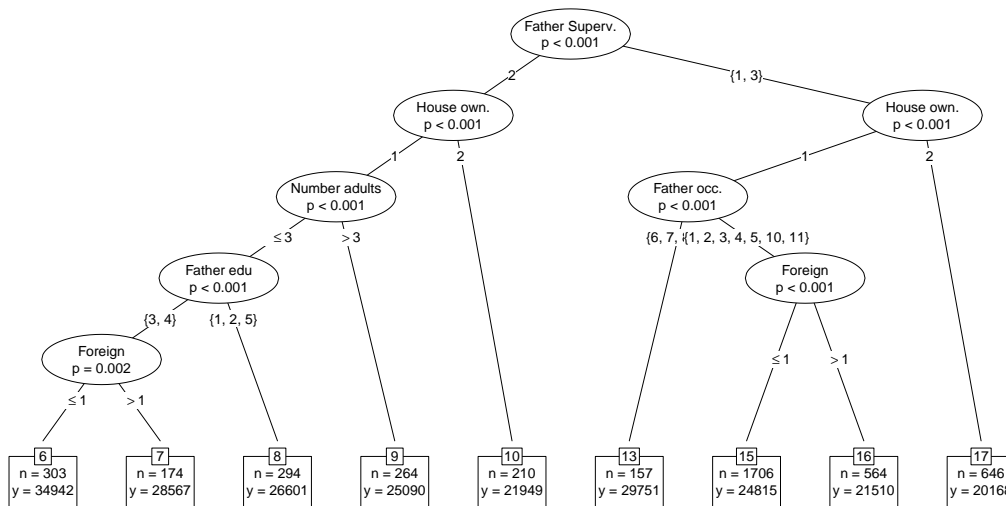 Father Superv.
p < 0.001
2
{1, 3}
House own.
p < 0.001
House own.
p < 0.001
1
2
1
2
Number adults
p < 0.001
Father occ.
p < 0.001
≤ 3
> 3
{6, 7,
{1, 2, 3, 4, 5, 10, 11}
Father edu
p < 0.001
Foreign
p < 0.001
{3, 4}
{1, 2, 5}
Foreign
p = 0.002
≤ 1
> 1
≤ 1
> 1
6
n = 303
y = 34942
7
n = 174
y = 28567
8
n = 294
y = 26601
9
n = 264
y = 25090
10
n = 210
y = 21949
13
n = 157
y = 29751
15
n = 1706
y = 24815
16
n = 564
y = 21510
17
n = 646
y = 20168